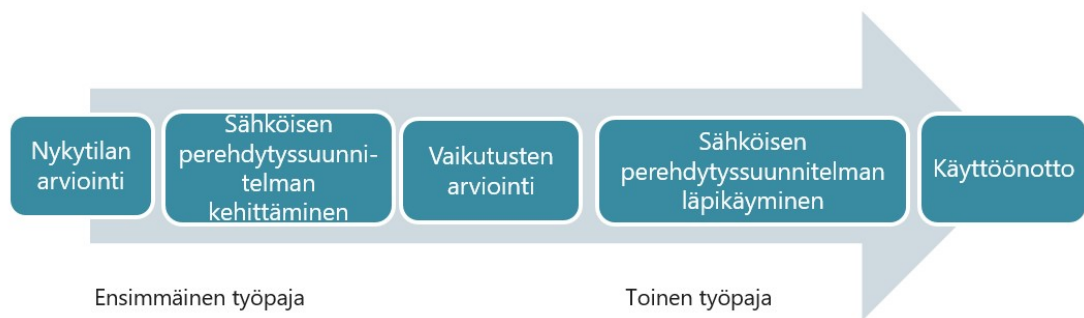 Nykytilan
arviointi
Sähköisen
perehdytyssuunni-
telman
kehittäminen
Vaikutusten
arviointi
Sähköisen
perehdytyssuunnitelman
läpikäyminen
Käyttöönotto
Ensimmäinen työpaja
Toinen työpaja